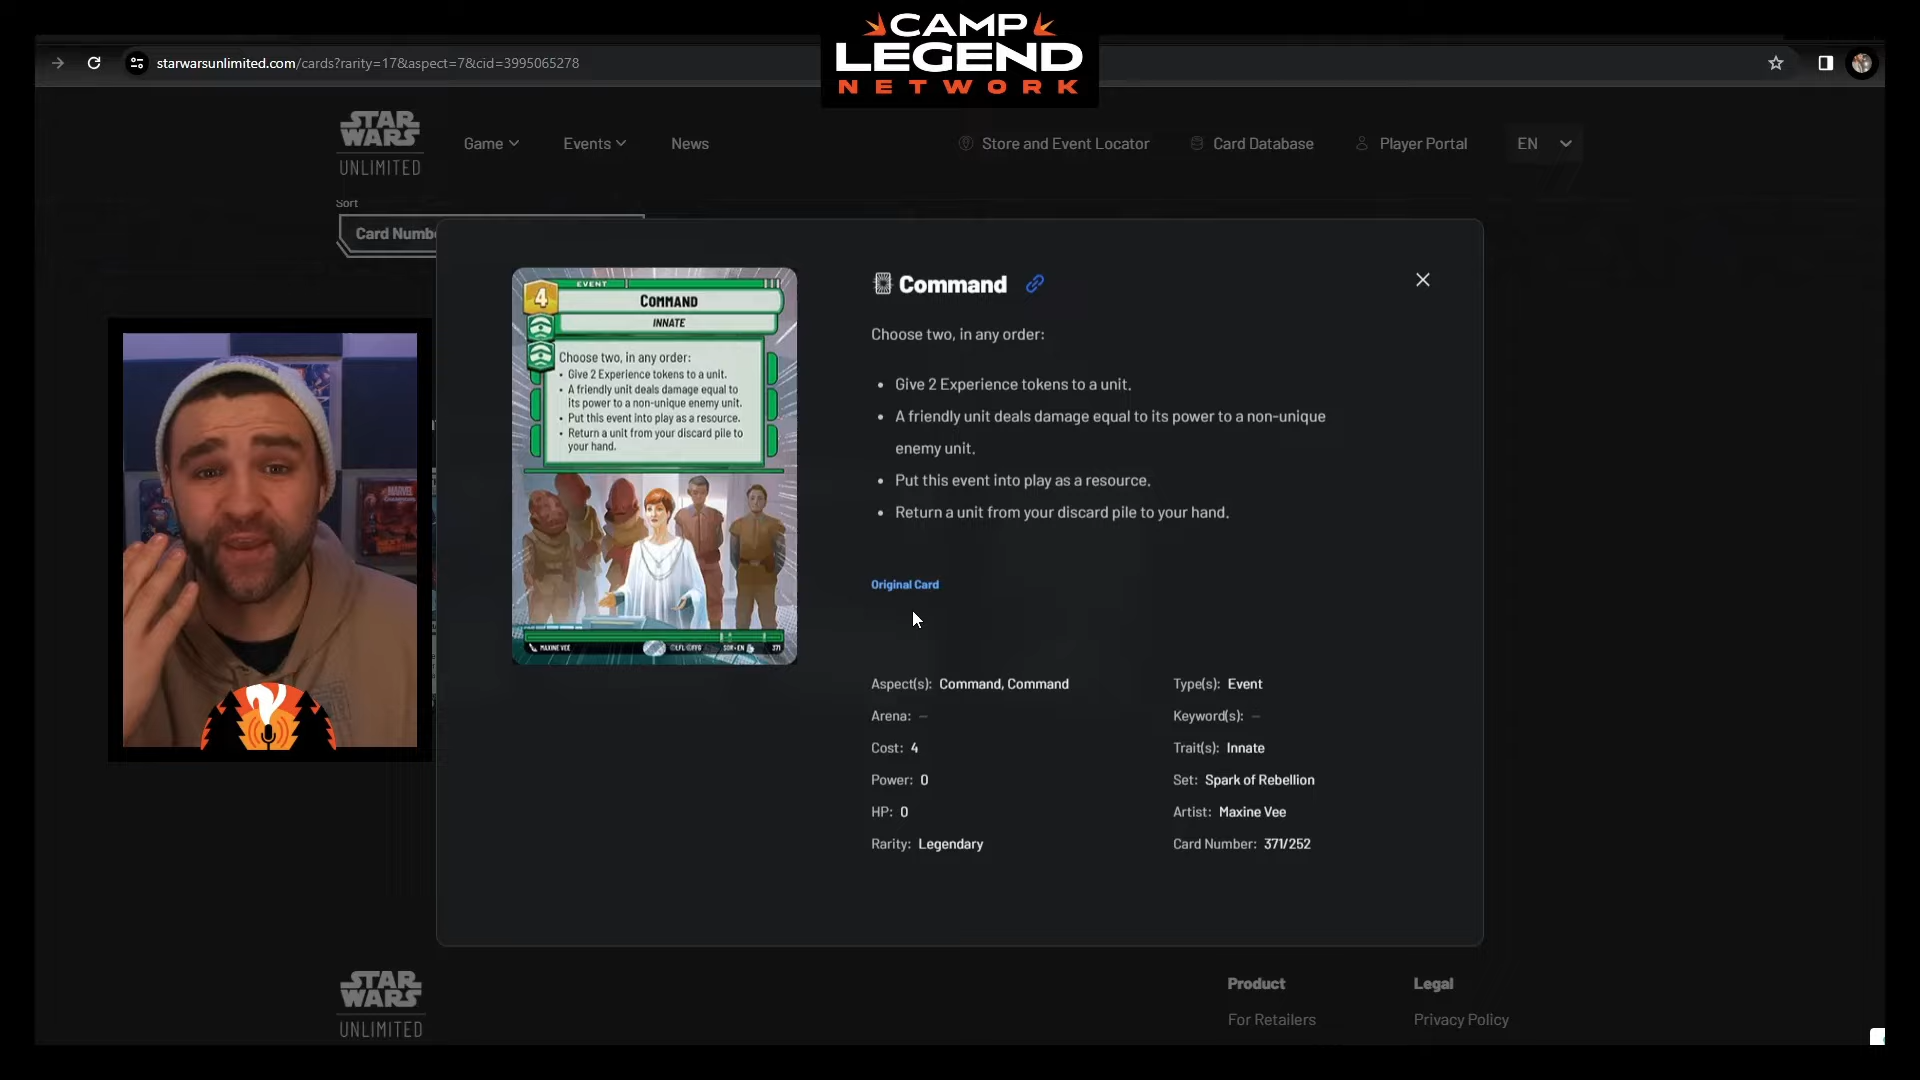 CAMP
LEGEND
NETWORK
starwarsunlimited.com/cards?rarity=17&aspect=7&cid=3995065278
STAR
WARS
UNLIMITED
Game
Events
News
Store and Event Locator
Card Database
Player Portal
EN
Sort
Card Numb
EVENT
4
COMMAND
INNATE
Choose two, in any order:
• Give 2 Experience tokens to a unit.
• A friendly unit deals damage equal to
its power to a non-unique enemy unit.
• Put this event into play as a resource.
• Return a unit from your discard pile to
your hand.
MAXINE VEE
©LFL ©FFG
SOR•EN
371
Command
Choose two, in any order:
• Give 2 Experience tokens to a unit.
• A friendly unit deals damage equal to its power to a non-unique
enemy unit.
• Put this event into play as a resource.
• Return a unit from your discard pile to your hand.
Original Card
Aspect(s): Command, Command
Type(s): Event
Arena: –
Keyword(s): –
Cost: 4
Trait(s): Innate
Power: 0
Set: Spark of Rebellion
HP: 0
Artist: Maxine Vee
Rarity: Legendary
Card Number: 371/252
MARVEL
STAR
WARS
UNLIMITED
Product
Legal
For Retailers
Privacy Policy